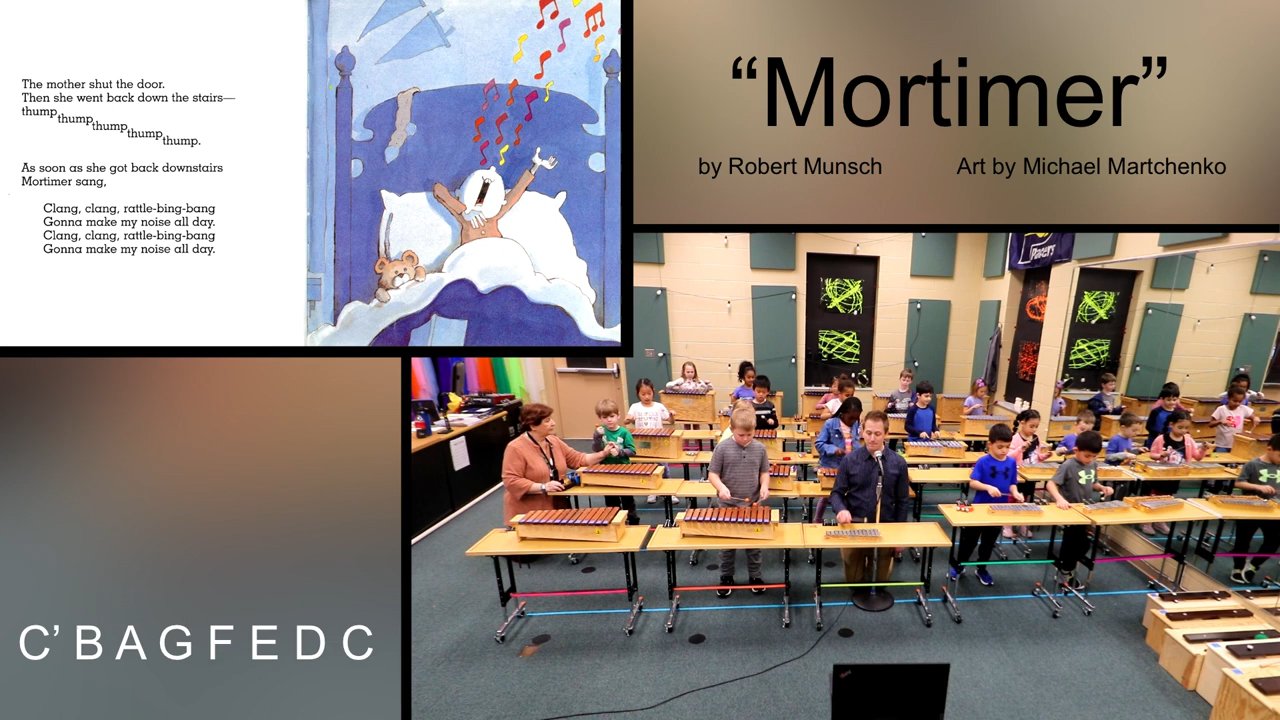 The mother shut the door.
Then she went back down the stairs—
thump
thump
thump
thump
thump.
As soon as she got back downstairs
Mortimer sang,
Clang, clang, rattle-bing-bang
Gonna make my noise all day.
Clang, clang, rattle-bing-bang
Gonna make my noise all day.
“Mortimer”
by Robert Munsch
Art by Michael Martchenko
Pacers
C’ B A G F E D C